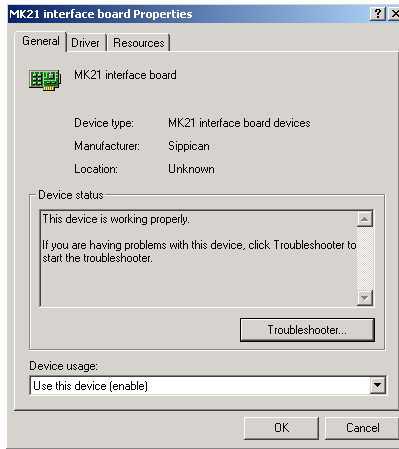 MK21 interface board Properties
General Driver Resources
MK21 interface board
Device type: MK21 interface board devices
Manufacturer: Sippican
Location: Unknown
Device status
This device is working properly.
If you are having problems with this device, click Troubleshooter to
start the troubleshooter.
Troubleshooter...
Device usage:
Use this device (enable)
OK Cancel